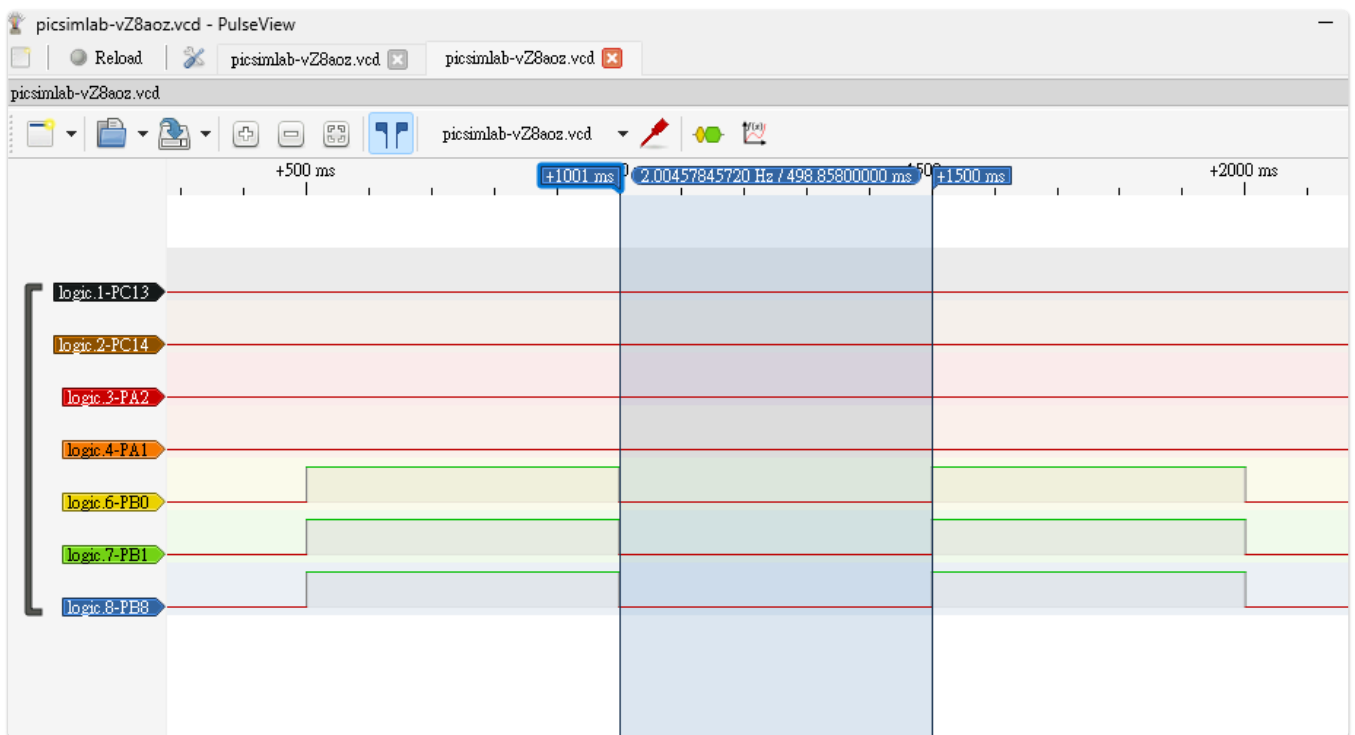 picsimlab-vZ8aoz.vcd - PulseView
Reload picsimlab-vZ8aoz.vcd picsimlab-vZ8aoz.vcd
picsimlab-vZ8aoz.vcd
picsimlab-vZ8aoz.vcd
+500 ms +2000 ms
+1001 ms 2.00457845720 Hz / 498.85800000 ms +1500 ms
logic.1-PC13
logic.2-PC14
logic.3-PA2
logic.4-PA1
logic.6-PB0
logic.7-PB1
logic.8-PB8